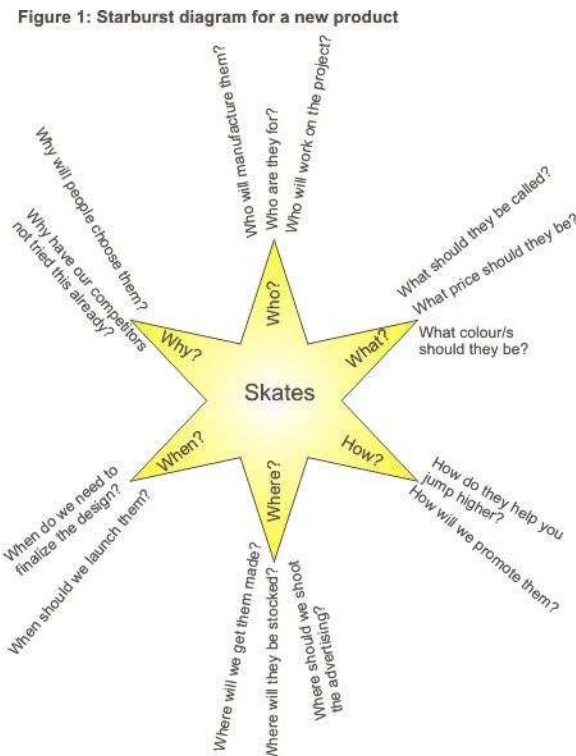 Figure 1: Starburst diagram for a new product
Who will manufacture them?
Who are they for?
Who will work on the project?
Who?
What should they be called?
What price should they be?
What colour/s
should they be?
What?
How do they help you
jump higher?
How will we promote them?
How?
Where will we get them made?
Where will they be stocked?
Where should we shoot
the advertising?
Where?
When do we need to
finalize the design?
When should we launch them?
When?
Why will people choose them?
Why have our competitors
not tried this already?
Why?
Skates